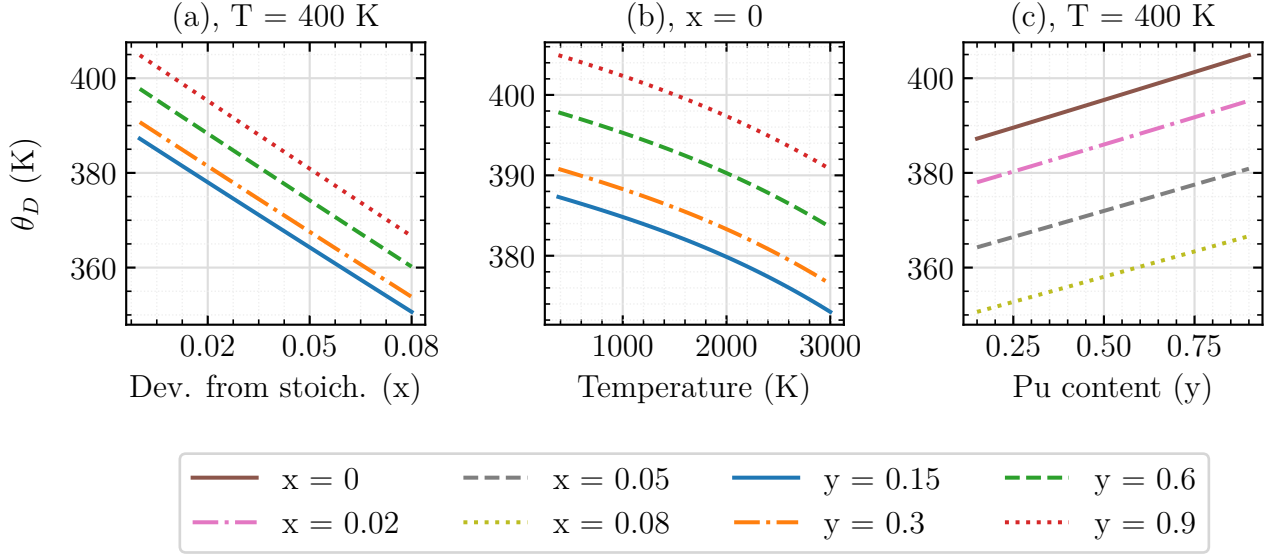 (a), T = 400 K
(b), x = 0
(c), T = 400 K
θ_D (K)
400
380
360
0.02 0.05 0.08
Dev. from stoich. (x)
400
390
380
1000 2000 3000
Temperature (K)
400
380
360
0.25 0.50 0.75
Pu content (y)
x = 0
x = 0.02
x = 0.05
x = 0.08
y = 0.15
y = 0.3
y = 0.6
y = 0.9